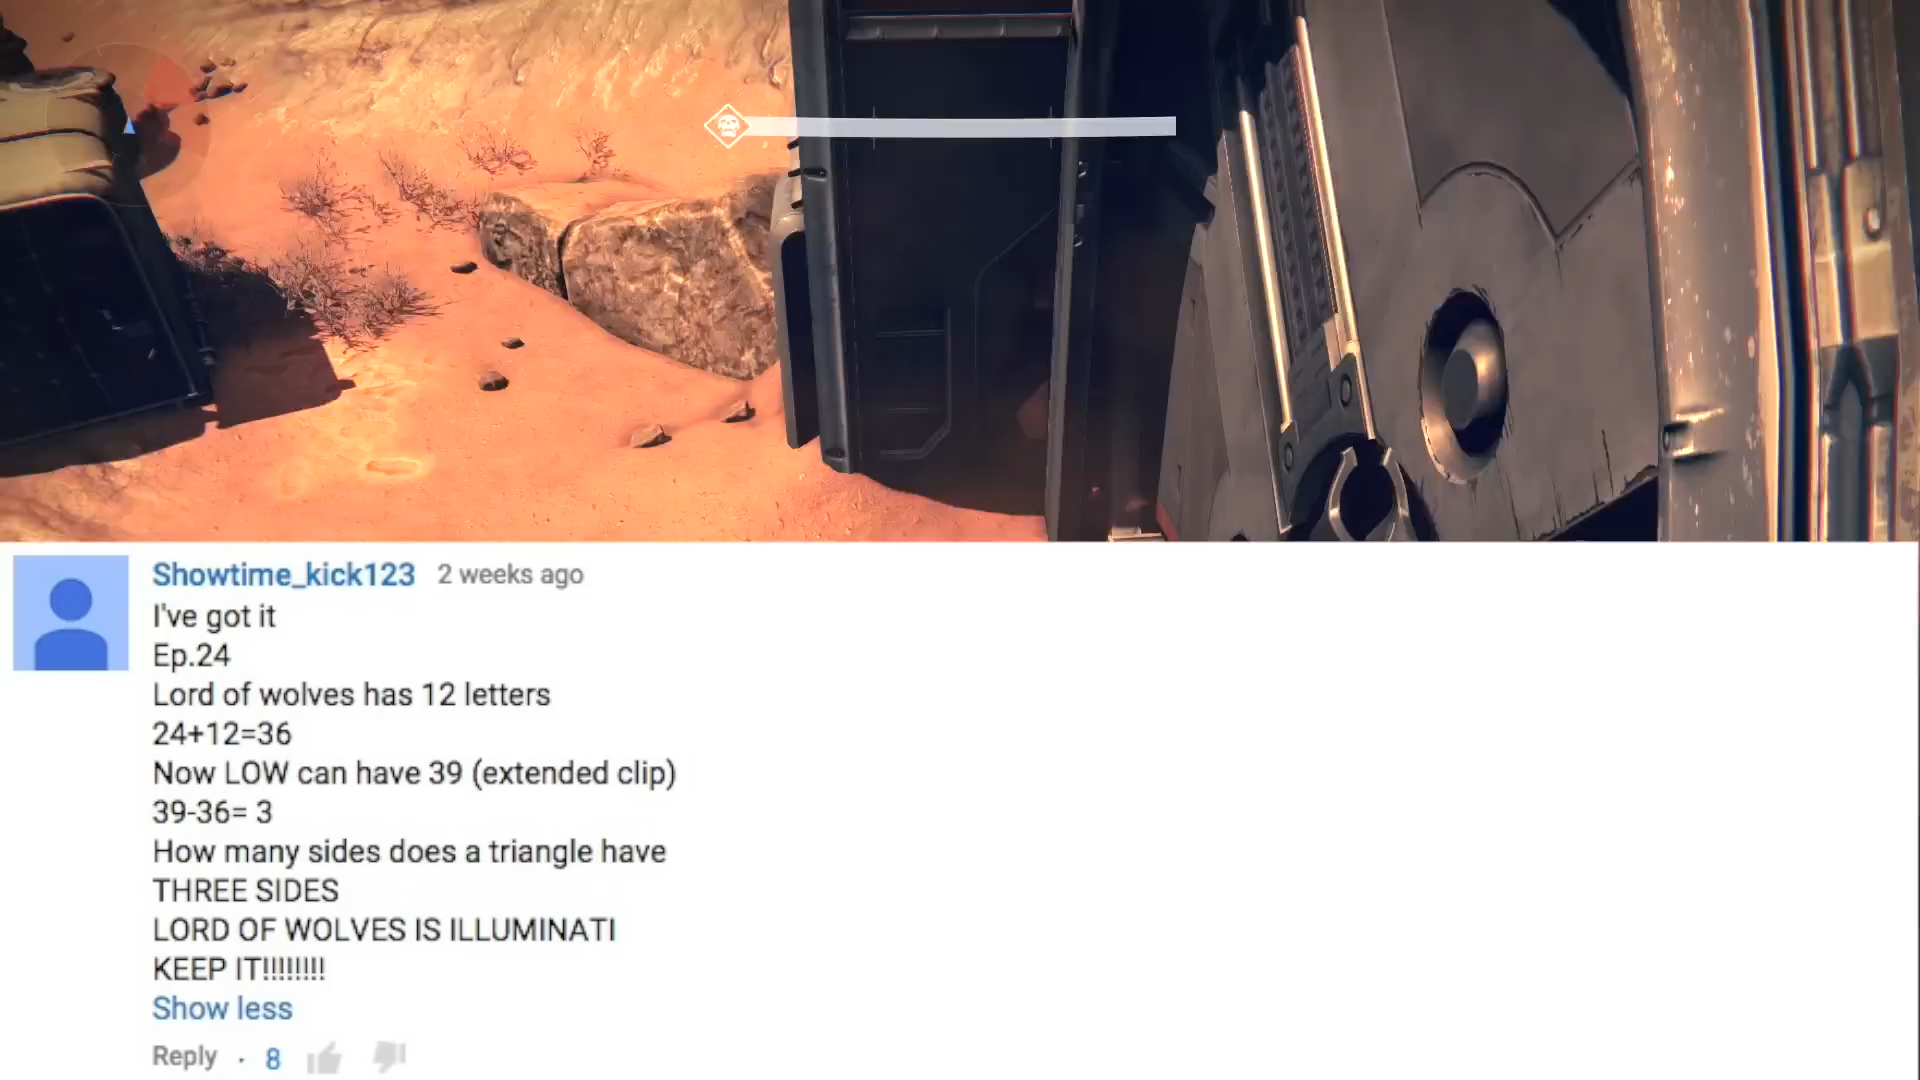 Showtime_kick123 2 weeks ago
I've got it
Ep.24
Lord of wolves has 12 letters
24+12=36
Now LOW can have 39 (extended clip)
39-36= 3
How many sides does a triangle have
THREE SIDES
LORD OF WOLVES IS ILLUMINATI
KEEP IT!!!!!!!!
Show less
Reply · 8